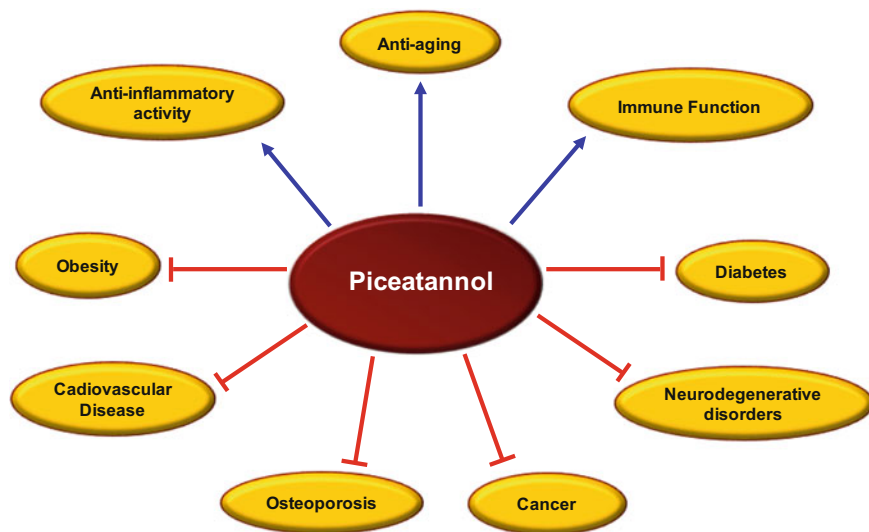 Anti-aging
Anti-inflammatory
activity
Immune Function
Obesity
Piceatannol
Diabetes
Cadiovascular
Disease
Neurodegenerative
disorders
Osteoporosis
Cancer